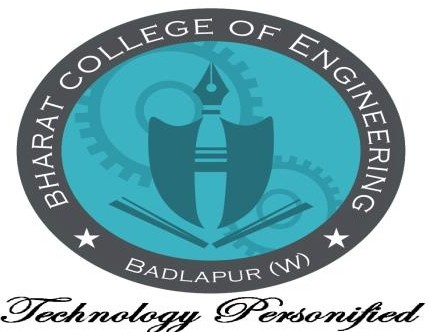 BHARAT COLLEGE OF ENGINEERING
BADLAPUR (W)
Technology Personified